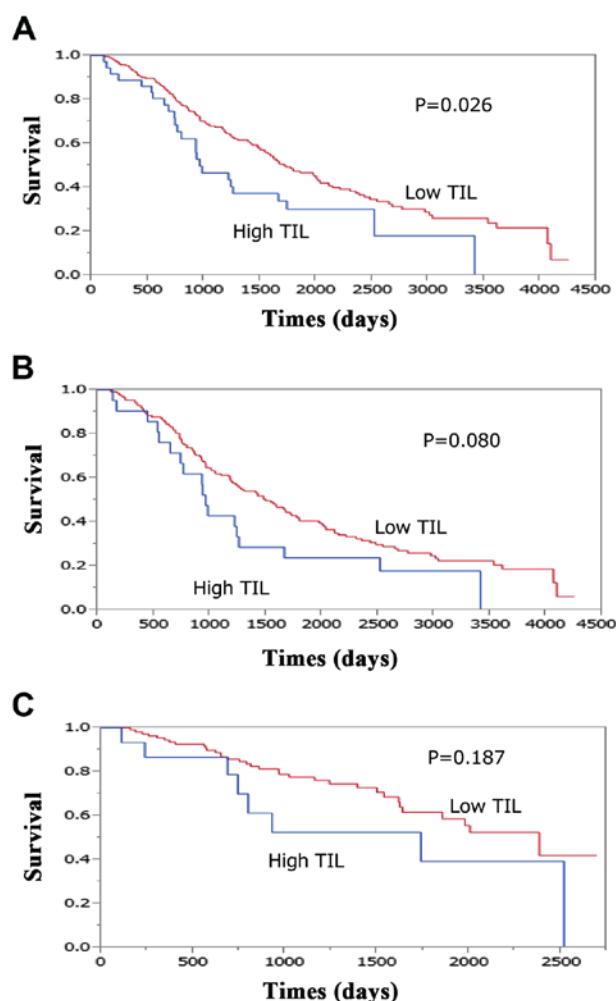 A
1.0
0.8
0.6
0.4
0.2
0.0
Survival
P=0.026
Low TIL
High TIL
0 500 1000 1500 2000 2500 3000 3500 4000 4500
Times (days)
B
1.0
0.8
0.6
0.4
0.2
0.0
Survival
P=0.080
Low TIL
High TIL
0 500 1000 1500 2000 2500 3000 3500 4000 4500
Times (days)
C
1.0
0.8
0.6
0.4
0.2
0.0
Survival
P=0.187
Low TIL
High TIL
0 500 1000 1500 2000 2500
Times (days)